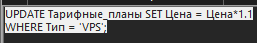 UPDATE Тарифные_планы SET Цена = Цена*1.1
WHERE Тип = 'VPS';